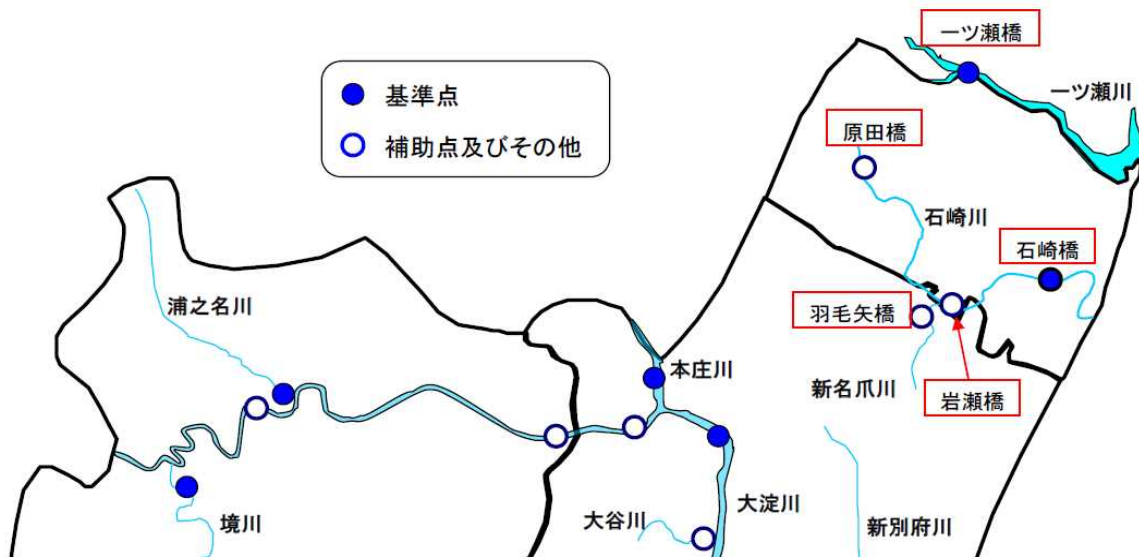 一ツ瀬橋
基準点
補助点及びその他
一ツ瀬川
原田橋
石崎川
石崎橋
浦之名川
羽毛矢橋
本庄川
新名爪川
岩瀬橋
境川
大谷川
大淀川
新別府川